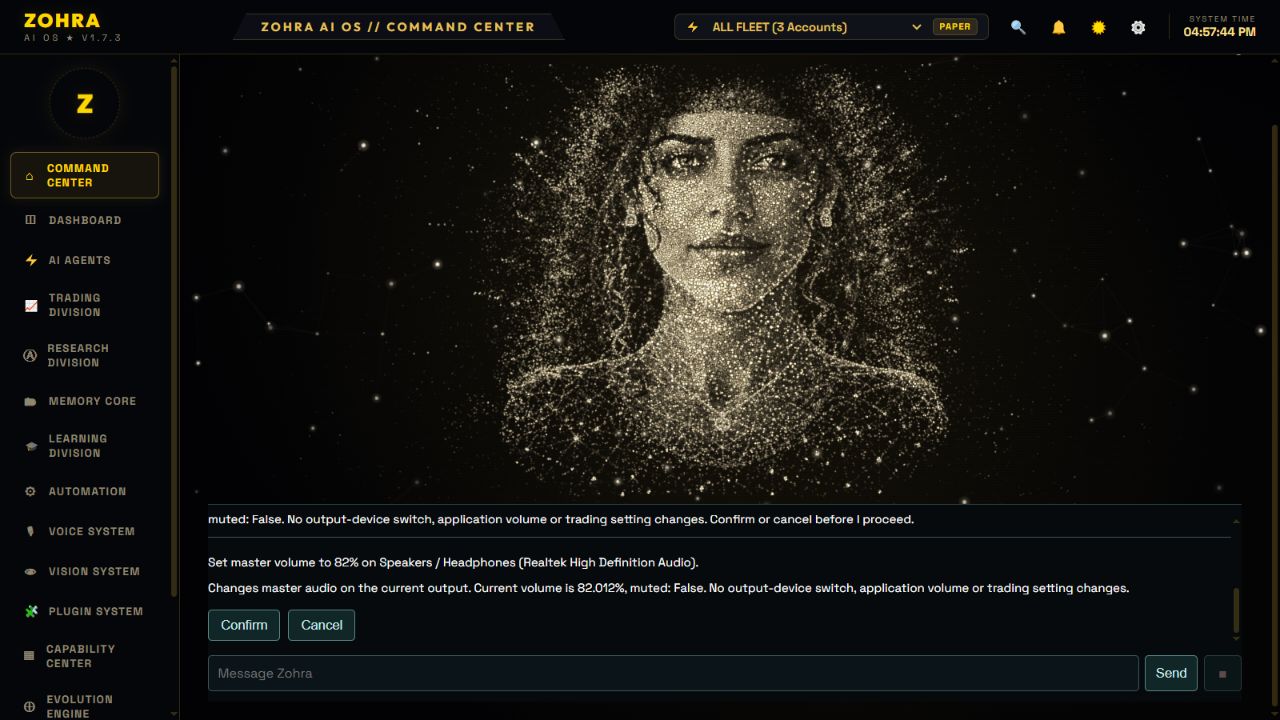 ZOHRA
AI OS ★ V1.7.3
ZOHRA AI OS // COMMAND CENTER
ALL FLEET (3 Accounts)
PAPER
SYSTEM TIME
04:57:44 PM
Z
COMMAND
CENTER
DASHBOARD
AI AGENTS
TRADING
DIVISION
RESEARCH
DIVISION
MEMORY CORE
LEARNING
DIVISION
AUTOMATION
VOICE SYSTEM
VISION SYSTEM
PLUGIN SYSTEM
CAPABILITY
CENTER
EVOLUTION
ENGINE
muted: False. No output-device switch, application volume or trading setting changes. Confirm or cancel before I proceed.
Set master volume to 82% on Speakers / Headphones (Realtek High Definition Audio).
Changes master audio on the current output. Current volume is 82.012%, muted: False. No output-device switch, application volume or trading setting changes.
Confirm
Cancel
Message Zohra
Send